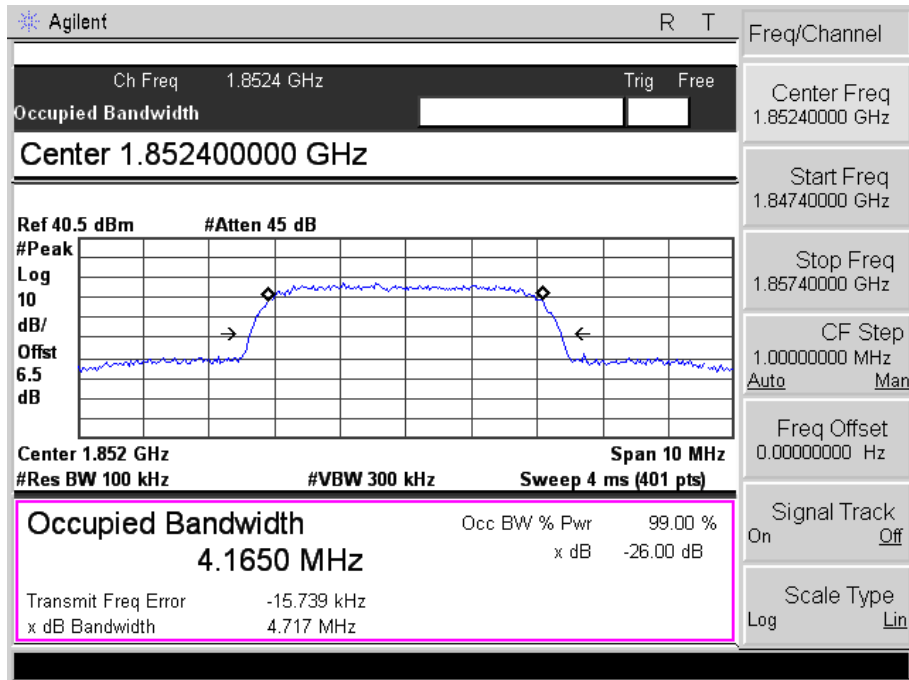 Agilent R T
Ch Freq 1.8524 GHz Trig Free
Occupied Bandwidth
Center 1.852400000 GHz
Ref 40.5 dBm #Atten 45 dB
#Peak
Log
10
dB/
Offst
6.5
dB
Center 1.852 GHz Span 10 MHz
#Res BW 100 kHz #VBW 300 kHz Sweep 4 ms (401 pts)
Occupied Bandwidth Occ BW % Pwr 99.00 %
4.1650 MHz x dB -26.00 dB
Transmit Freq Error -15.739 kHz
x dB Bandwidth 4.717 MHz
Freq/Channel
Center Freq
1.85240000 GHz
Start Freq
1.84740000 GHz
Stop Freq
1.85740000 GHz
CF Step
1.00000000 MHz
Auto Man
Freq Offset
0.00000000 Hz
Signal Track
On Off
Scale Type
Log Lin